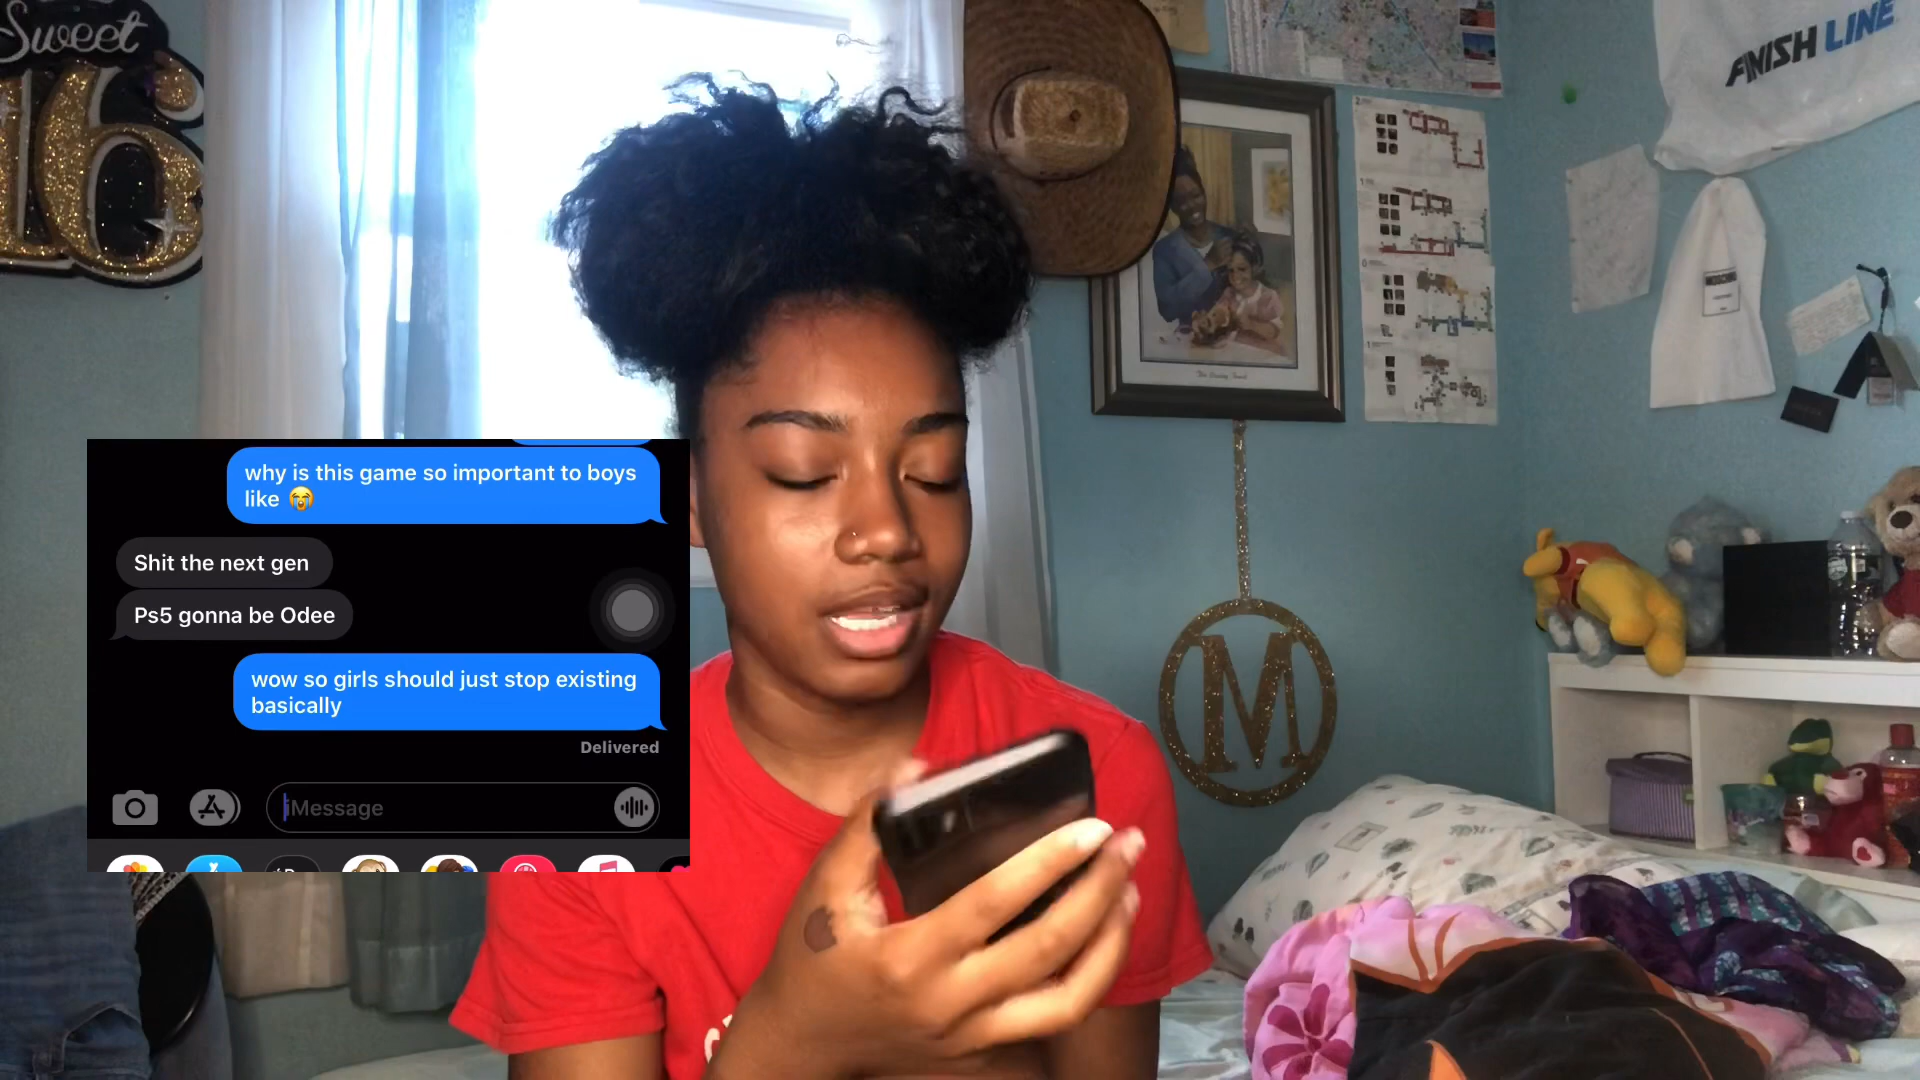 Sweet
16
FINISH LINE
why is this game so important to boys
like 😭
Shit the next gen
Ps5 gonna be Odee
wow so girls should just stop existing
basically
Delivered
iMessage
M